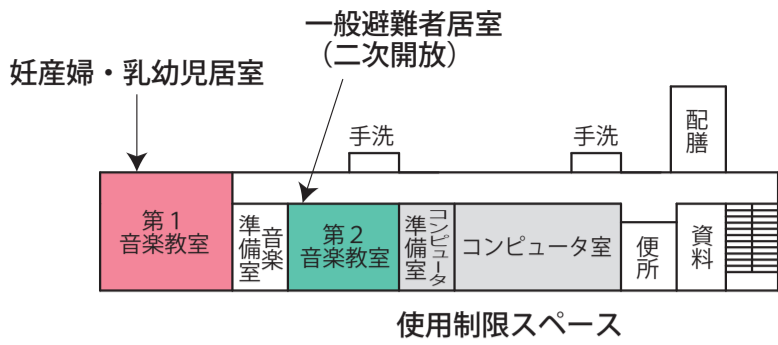 一般避難者居室
（二次開放）
妊産婦・乳幼児居室
手洗
手洗
配膳
第1
音楽教室
音楽
準備室
第2
音楽教室
コンピュータ
準備室
コンピュータ室
便所
資料
使用制限スペース